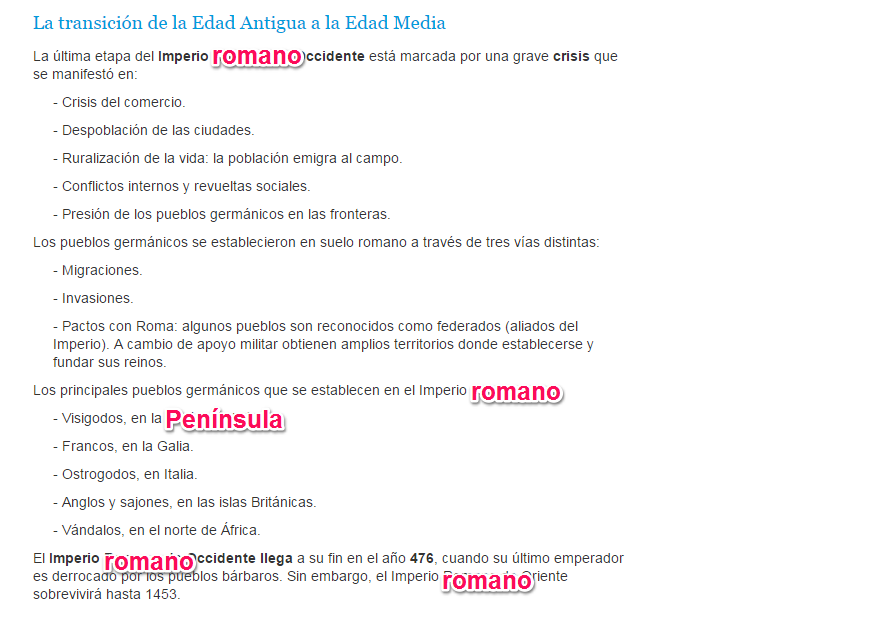 La transición de la Edad Antigua a la Edad Media
La última etapa del Imperio romano Occidente está marcada por una grave crisis que
se manifestó en:
- Crisis del comercio.
- Despoblación de las ciudades.
- Ruralización de la vida: la población emigra al campo.
- Conflictos internos y revueltas sociales.
- Presión de los pueblos germánicos en las fronteras.
Los pueblos germánicos se establecieron en suelo romano a través de tres vías distintas:
- Migraciones.
- Invasiones.
- Pactos con Roma: algunos pueblos son reconocidos como federados (aliados del
Imperio). A cambio de apoyo militar obtienen amplios territorios donde establecerse y
fundar sus reinos.
Los principales pueblos germánicos que se establecen en el Imperio romano
- Visigodos, en la Península
- Francos, en la Galia.
- Ostrogodos, en Italia.
- Anglos y sajones, en las islas Británicas.
- Vándalos, en el norte de África.
El Imperio romano Occidente llega a su fin en el año 476, cuando su último emperador
es derrocado por los pueblos bárbaros. Sin embargo, el Imperio romano Oriente
sobrevivirá hasta 1453.